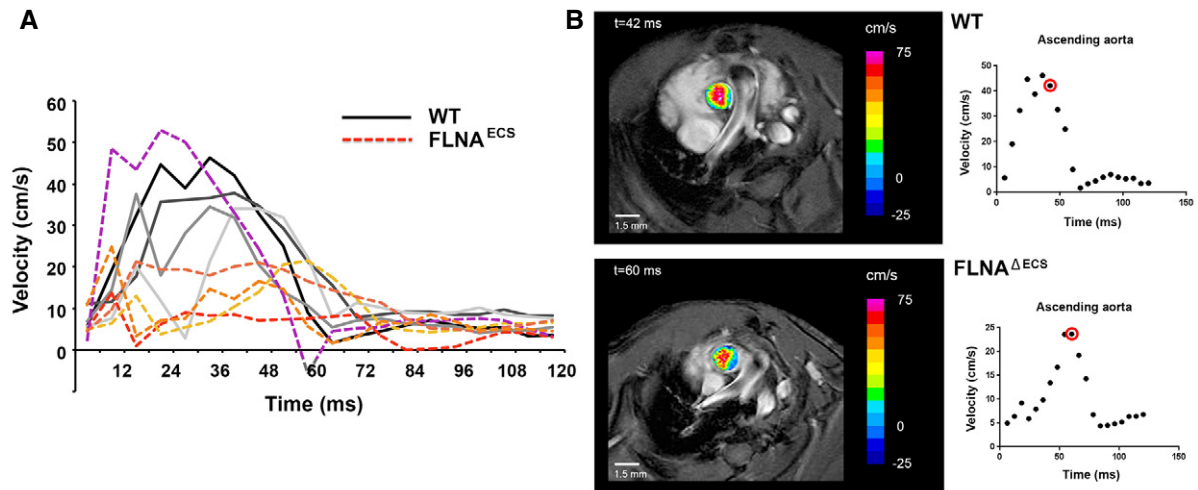 A
60
50
40
30
20
10
0
Velocity (cm/s)
12 24 36 48 60 72 84 96 108 120
Time (ms)
WT
FLNA ECS
B
t=42 ms
cm/s
75
0
-25
1.5 mm
WT
Ascending aorta
50
40
30
20
10
0
Velocity (cm/s)
0 50 100 150
Time (ms)
t=60 ms
cm/s
75
0
-25
1.5 mm
FLNA Δ ECS
Ascending aorta
25
20
15
10
5
0
Velocity (cm/s)
0 50 100 150
Time (ms)